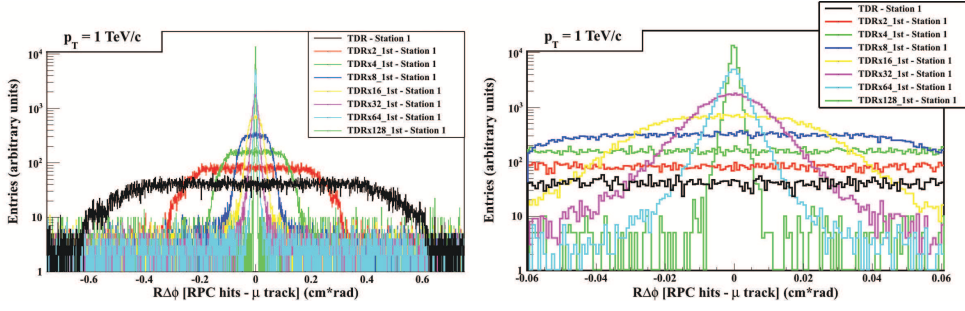 p_T = 1 TeV/c
TDR - Station 1
TDRx2_1st - Station 1
TDRx4_1st - Station 1
TDRx8_1st - Station 1
TDRx16_1st - Station 1
TDRx32_1st - Station 1
TDRx64_1st - Station 1
TDRx128_1st - Station 1
Entries (arbitrary units)
10^4
10^3
10^2
10
1
-0.6 -0.4 -0.2 0 0.2 0.4 0.6
RΔϕ [RPC hits - μ track] (cm*rad)
p_T = 1 TeV/c
TDR - Station 1
TDRx2_1st - Station 1
TDRx4_1st - Station 1
TDRx8_1st - Station 1
TDRx16_1st - Station 1
TDRx32_1st - Station 1
TDRx64_1st - Station 1
TDRx128_1st - Station 1
Entries (arbitrary units)
10^4
10^3
10^2
10
1
-0.06 -0.04 -0.02 0 0.02 0.04 0.06
RΔϕ [RPC hits - μ track] (cm*rad)